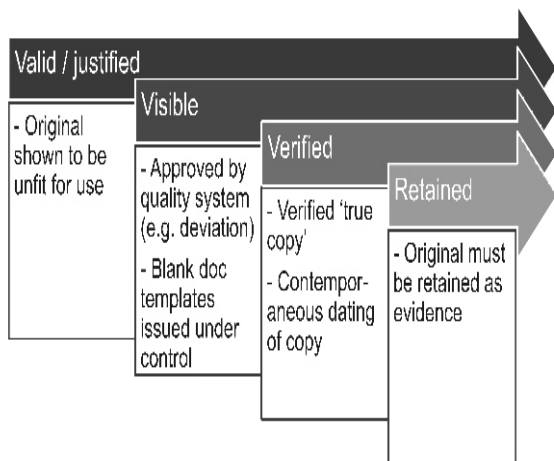 Valid / justified
- Original
shown to be
unfit for use
Visible
- Approved by
quality system
(e.g. deviation)
- Blank doc
templates
issued under
control
Verified
- Verified ‘true
copy’
- Contempor-
aneous dating
of copy
Retained
- Original must
be retained as
evidence